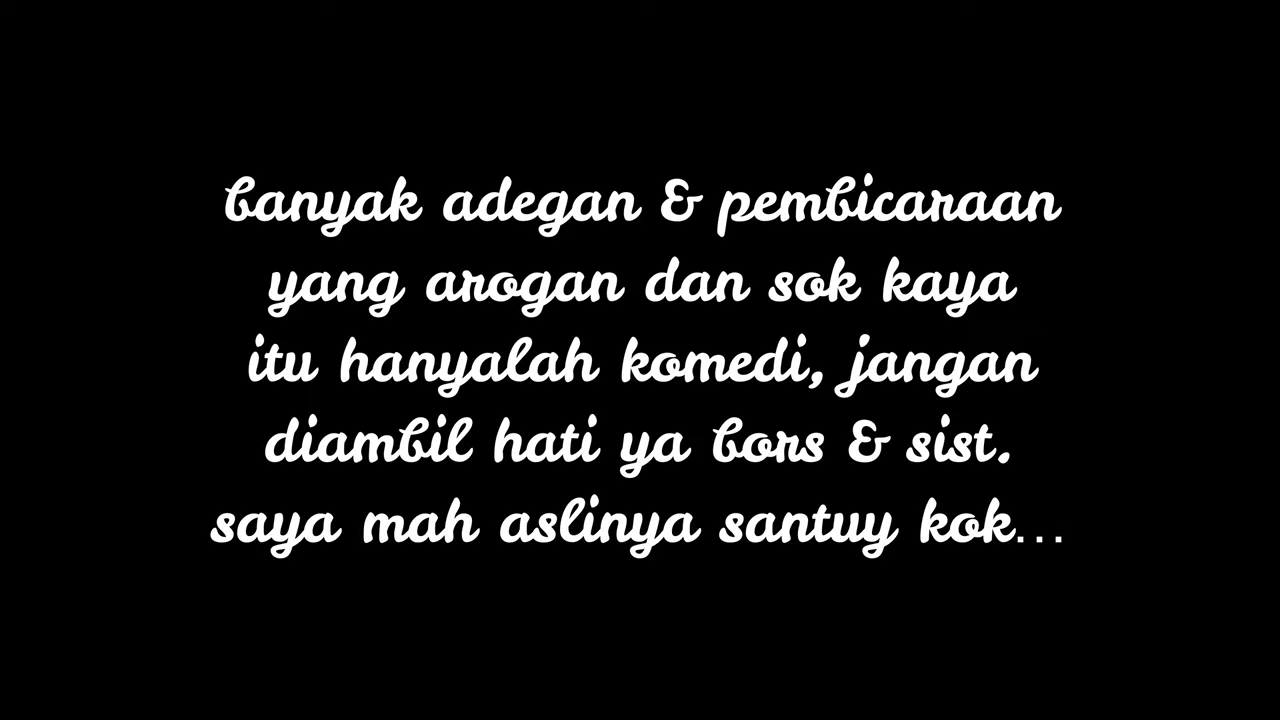 banyak adegan & pembicaraan
yang arogan dan sok kaya
itu hanyalah komedi, jangan
diambil hati ya bors & sist.
saya mah aslinya santuy kok...